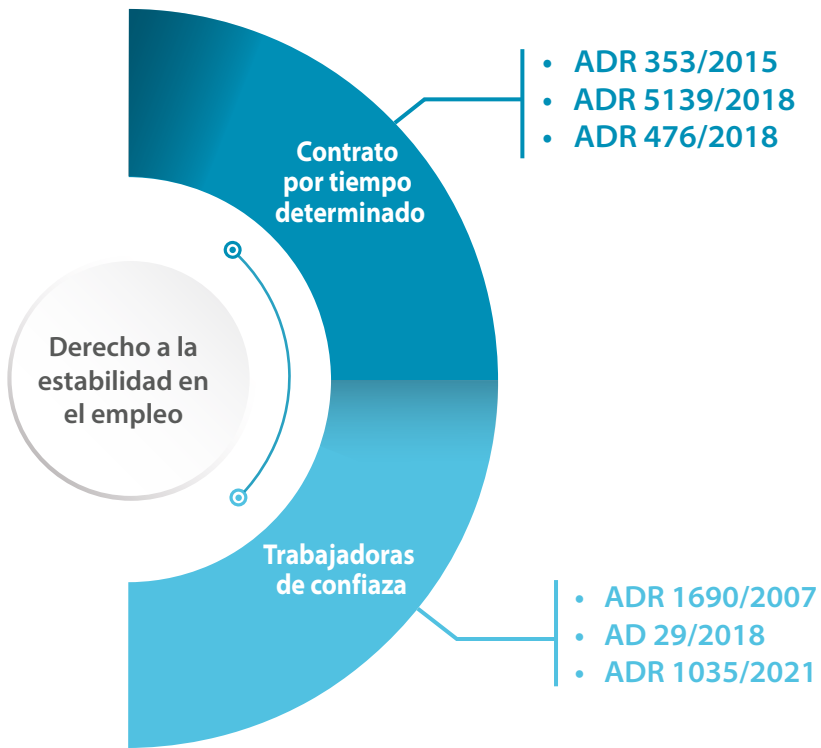 Derecho a la
estabilidad en
el empleo
Contrato
por tiempo
determinado
• ADR 353/2015
• ADR 5139/2018
• ADR 476/2018
Trabajadoras
de confiaza
• ADR 1690/2007
• AD 29/2018
• ADR 1035/2021